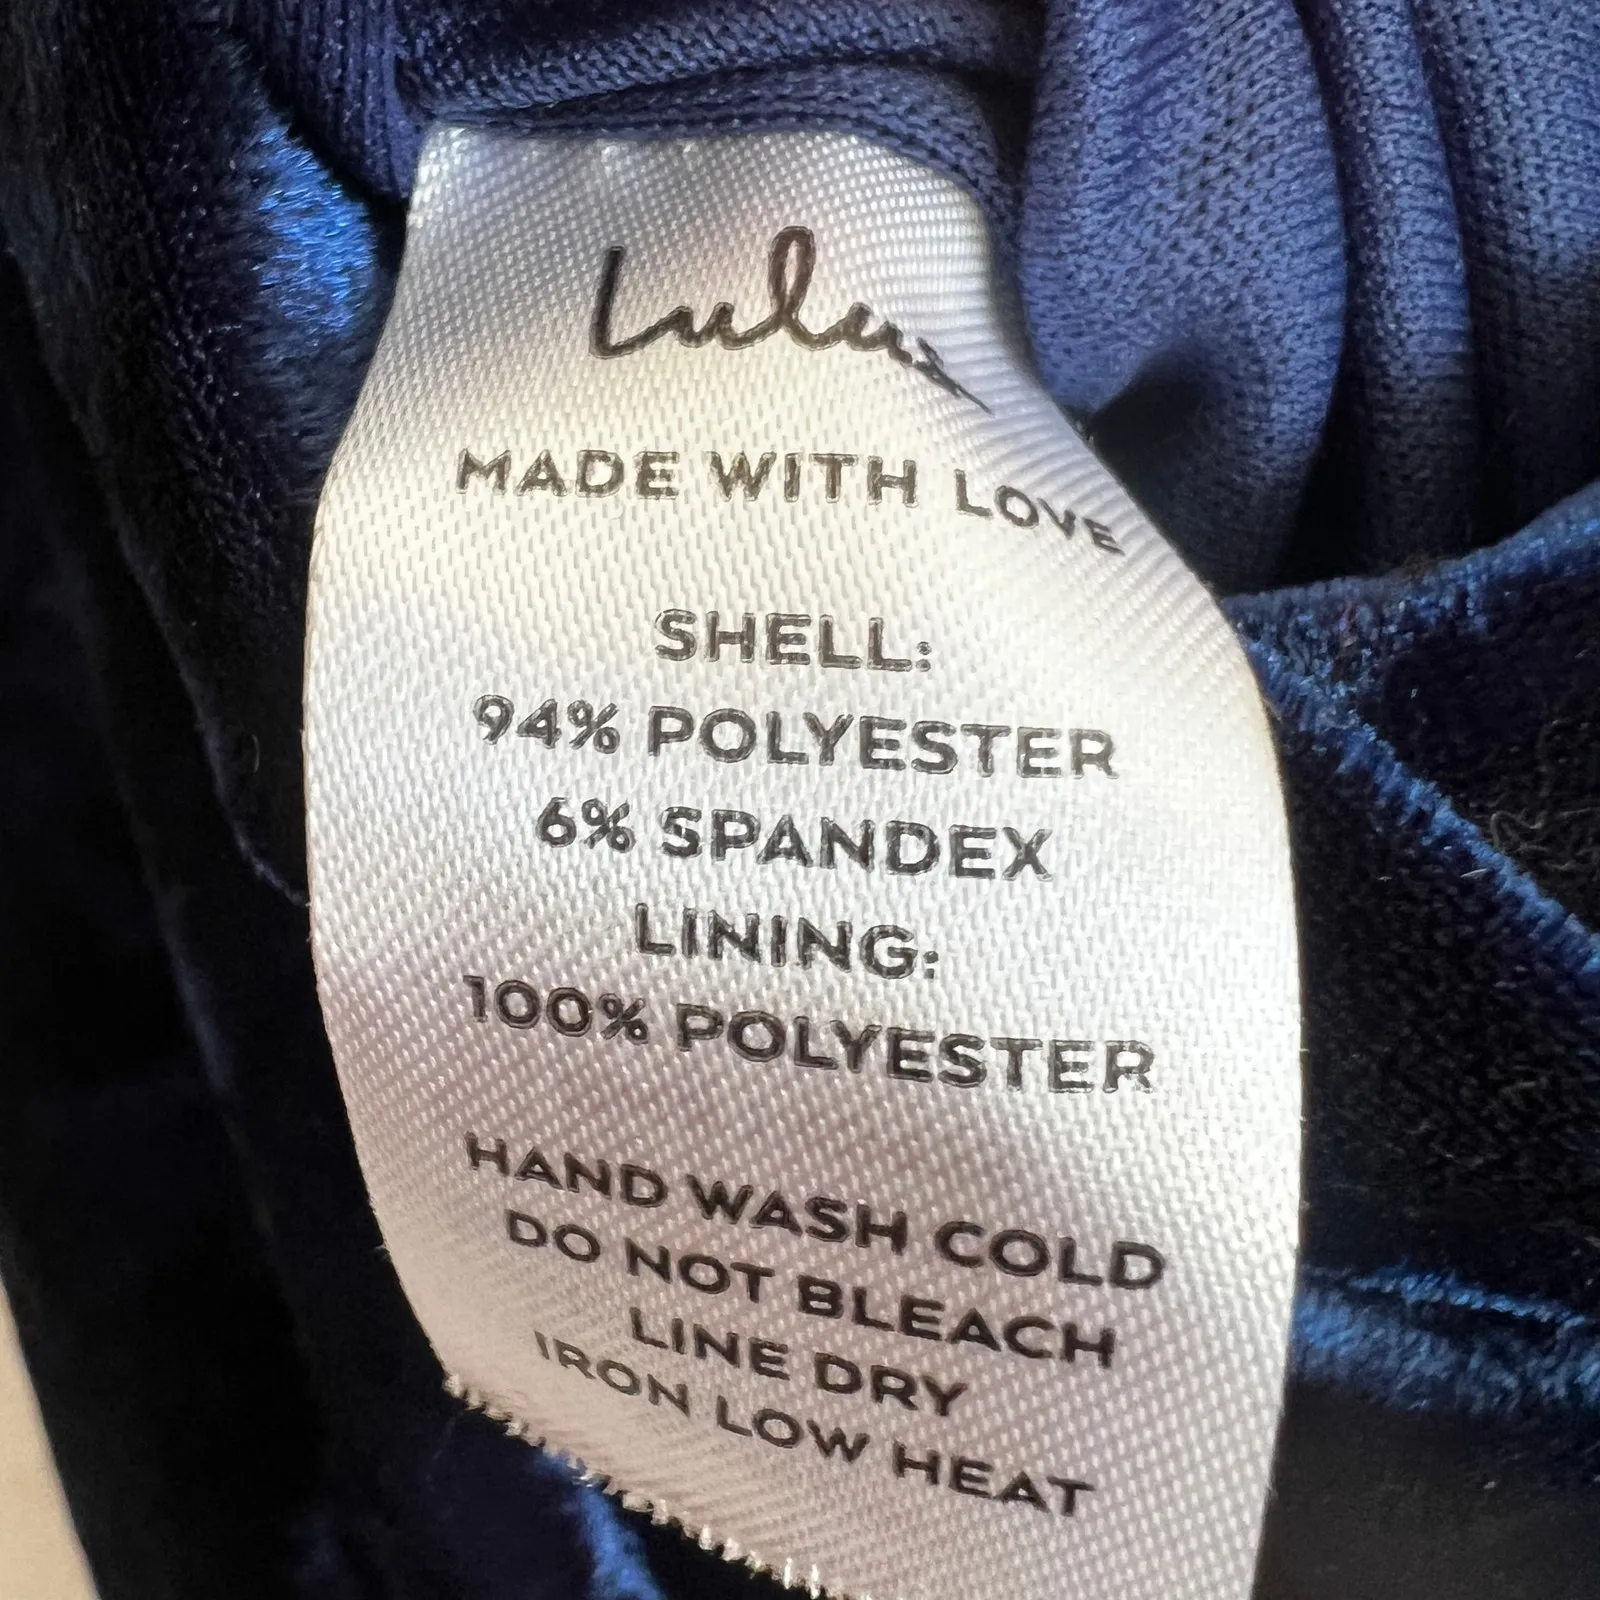 Lulus
MADE WITH LOVE
SHELL:
94% POLYESTER
6% SPANDEX
LINING:
100% POLYESTER
HAND WASH COLD
DO NOT BLEACH
LINE DRY
IRON LOW HEAT